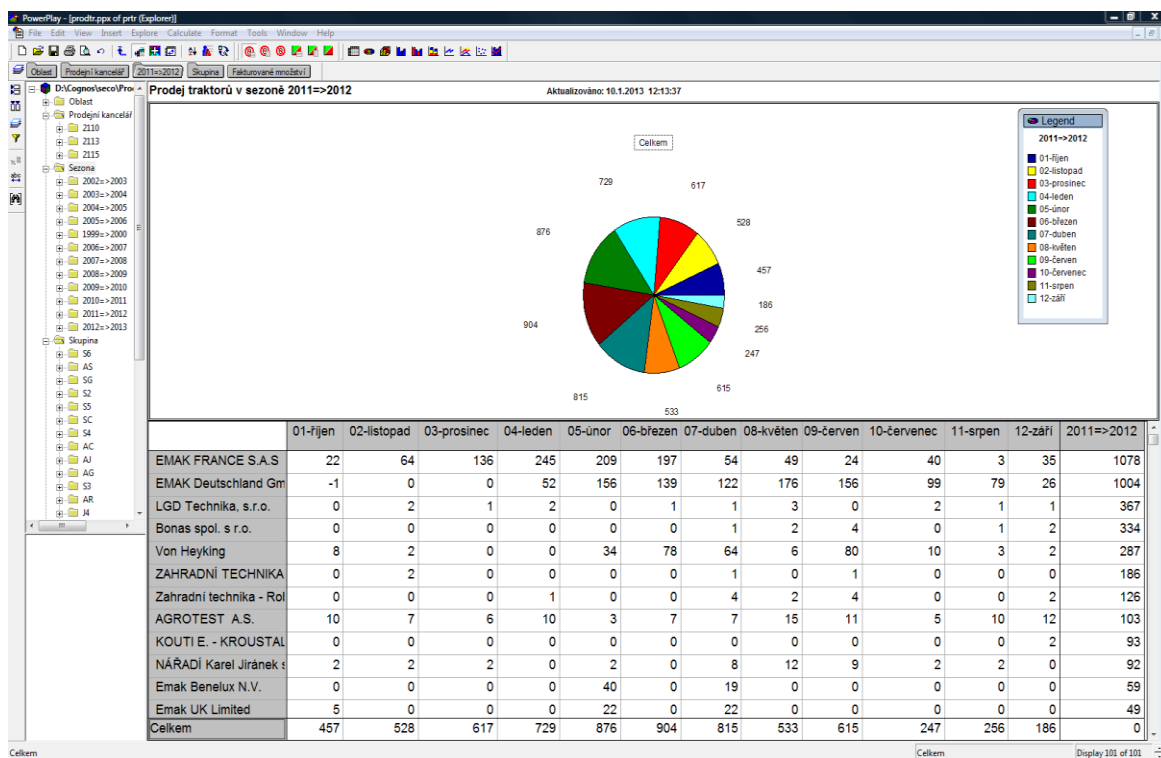 PowerPlay - [prodtr.ppx of prtr (Explorer)]
File Edit View Insert Explore Calculate Format Tools Window Help
Oblast Prodejní kancelář 2011=>2012 Skupina Fakturované množství
D:\Cognos\seco\Pro
Oblast
Prodejní kancelář
2110
2113
2115
Sezona
2002=>2003
2003=>2004
2004=>2005
2005=>2006
1999=>2000
2006=>2007
2007=>2008
2008=>2009
2009=>2010
2010=>2011
2011=>2012
2012=>2013
Skupina
S6
AS
SG
S2
S5
SC
S4
AC
AJ
AG
S3
AR
J4
Prodej traktorů v sezoně 2011=>2012 Aktualizováno: 10.1.2013 12:13:37
Celkem
729
617
528
876
457
186
904
256
247
615
815
533
Legend
2011=>2012
01-říjen
02-listopad
03-prosinec
04-leden
05-únor
06-březen
07-duben
08-květen
09-červen
10-červenec
11-srpen
12-září
01-říjen 02-listopad 03-prosinec 04-leden 05-únor 06-březen 07-duben 08-květen 09-červen 10-červenec 11-srpen 12-září 2011=>2012
EMAK FRANCE S.A.S 22 64 136 245 209 197 54 49 24 40 3 35 1078
EMAK Deutschland Gm -1 0 0 52 156 139 122 176 156 99 79 26 1004
LGD Technika, s.r.o. 0 2 1 2 0 1 1 3 0 2 1 1 367
Bonas spol. s r.o. 0 0 0 0 0 0 1 2 4 0 1 2 334
Von Heyking 8 2 0 0 34 78 64 6 80 10 3 2 287
ZAHRADNÍ TECHNIKA 0 2 0 0 0 0 1 0 1 0 0 0 186
Zahradní technika - Rol 0 0 0 1 0 0 4 2 4 0 0 2 126
AGROTEST A.S. 10 7 6 10 3 7 7 15 11 5 10 12 103
KOUTI E. - KROUSTAL 0 0 0 0 0 0 0 0 0 0 0 2 93
NÁŘADÍ Karel Jiránek s 2 2 2 0 2 0 8 12 9 2 2 0 92
Emak Benelux N.V. 0 0 0 0 40 0 19 0 0 0 0 0 59
Emak UK Limited 5 0 0 0 22 0 22 0 0 0 0 0 49
Celkem 457 528 617 729 876 904 815 533 615 247 256 186 0
Celkem Celkem Display 101 of 101